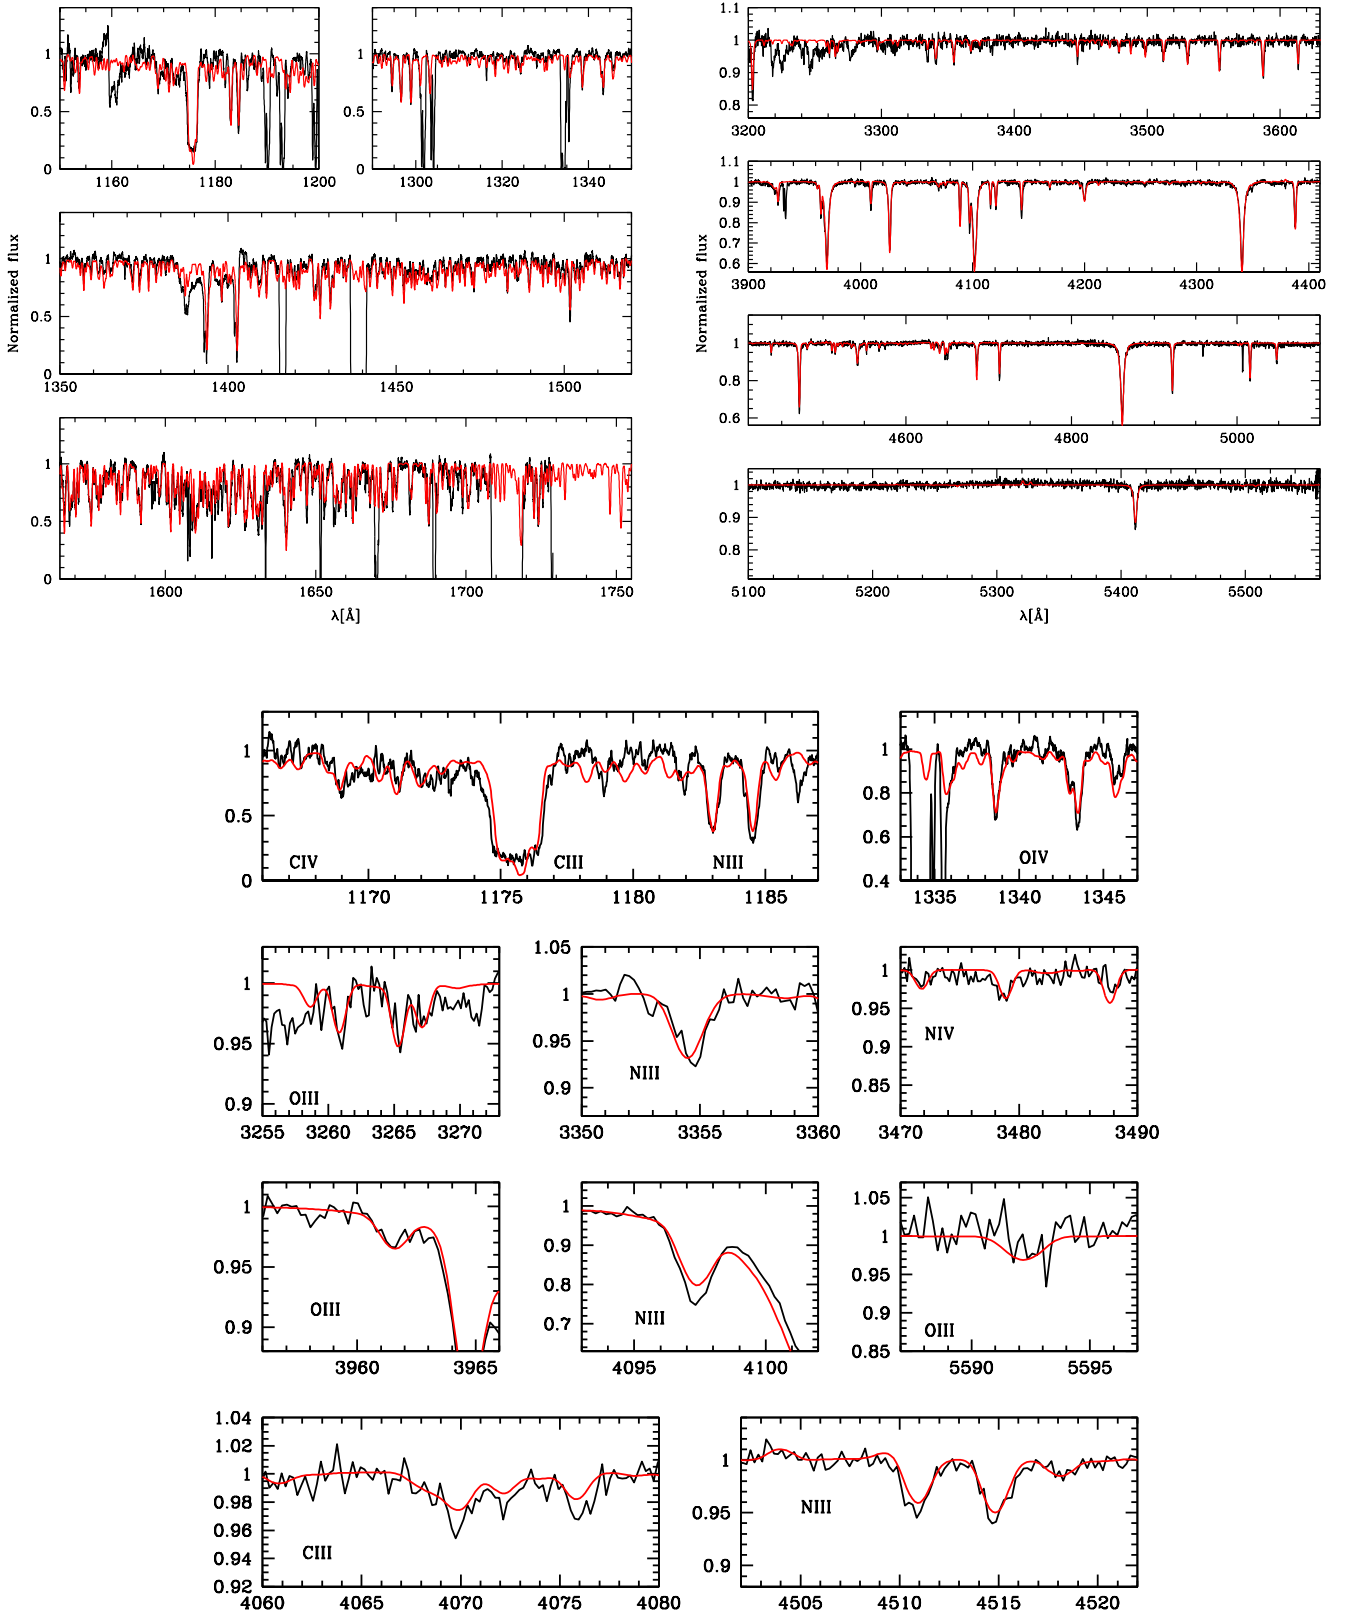 1
0.5
0
1160 1180 1200
1
0.5
0
1300 1320 1340
Normalized flux
1
0.5
0
1350 1400 1450 1500
1
0.5
0
1600 1650 1700 1750
λ[Å]
1.1
1
0.9
0.8
3200 3300 3400 3500 3600
Normalized flux
1.1
1
0.9
0.8
0.7
0.6
3900 4000 4100 4200 4300 4400
1
0.8
0.6
4600 4800 5000
1
0.9
0.8
5100 5200 5300 5400 5500
λ[Å]
1
0.5
0
CIV CIII NIII
1170 1175 1180 1185
1
0.8
0.6
0.4
OIV
1335 1340 1345
1
0.95
0.9
OIII
3255 3260 3265 3270
1.05
1
0.95
0.9
NIII
3350 3355 3360
1
0.95
0.9
0.85
NIV
3470 3480 3490
1
0.95
0.9
OIII
3960 3965
1
0.9
0.8
0.7
NIII
4095 4100
1.05
1
0.95
0.9
0.85
OIII
5590 5595
1.04
1.02
1
0.98
0.96
0.94
0.92
CIII
4060 4065 4070 4075 4080
1
0.95
0.9
NIII
4505 4510 4515 4520